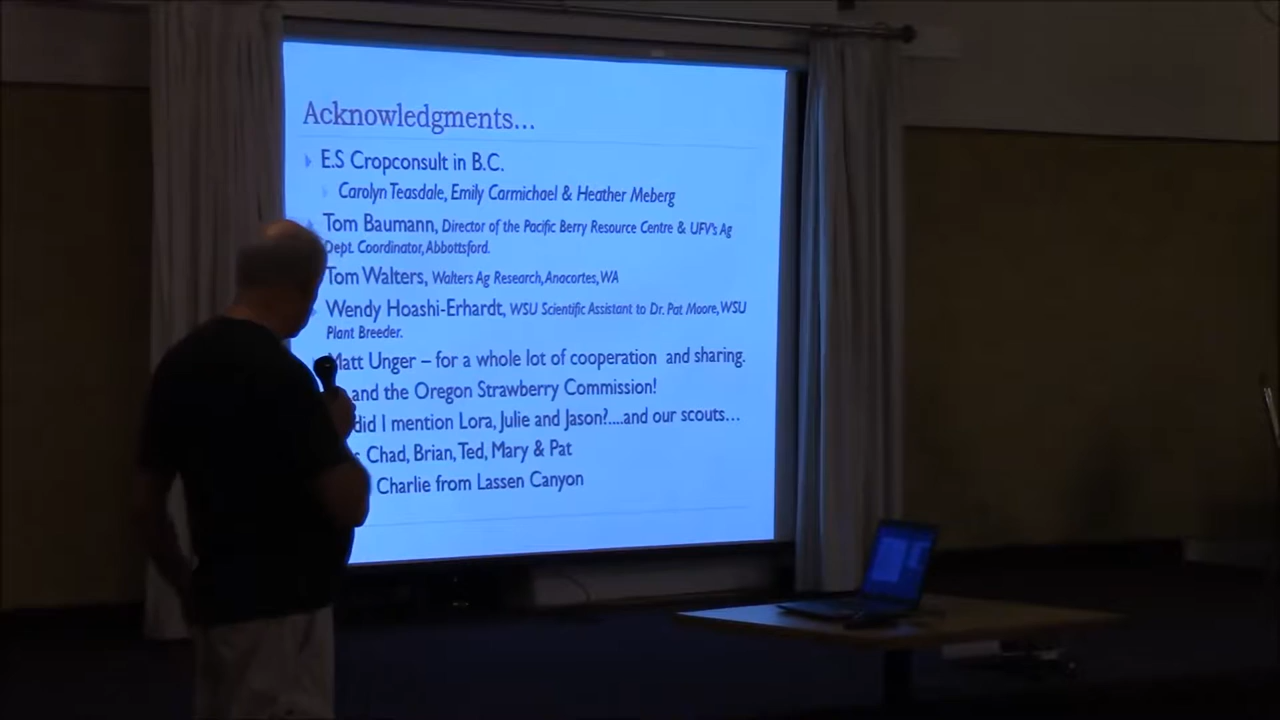 Acknowledgments...
E.S Cropconsult in B.C.
Carolyn Teasdale, Emily Carmichael & Heather Meberg
Tom Baumann, Director of the Pacific Berry Resource Centre & UFV's Ag
Dept. Coordinator, Abbottsford.
Tom Walters, Walters Ag Research, Anacortes, WA
Wendy Hoashi-Erhardt, WSU Scientific Assistant to Dr. Pat Moore, WSU
Plant Breeder.
Matt Unger – for a whole lot of cooperation and sharing.
and the Oregon Strawberry Commission!
did I mention Lora, Julie and Jason?....and our scouts...
Chad, Brian, Ted, Mary & Pat
Charlie from Lassen Canyon